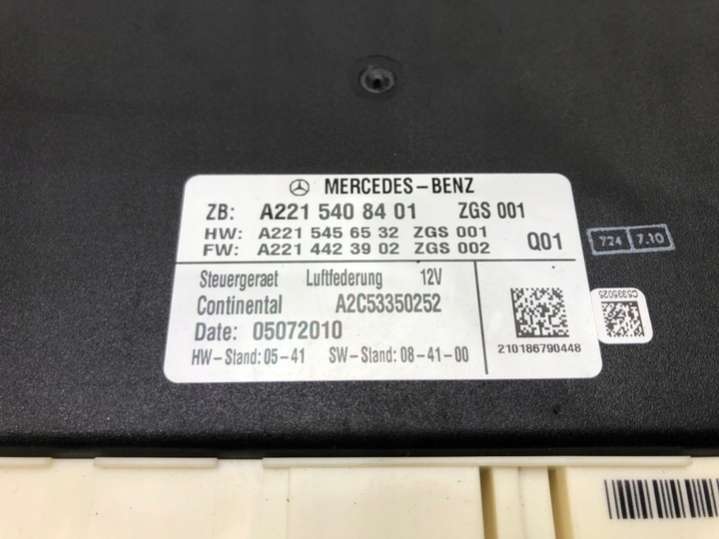 MERCEDES-BENZ
ZB: A221 540 84 01 ZGS 001
HW: A221 545 65 32 ZGS 001
FW: A221 442 39 02 ZGS 002 Q01
Steuergeraet Luftfederung 12V
Continental A2C53350252
Date: 05072010
HW-Stand: 05-41 SW-Stand: 08-41-00
210186790448
724 7.10